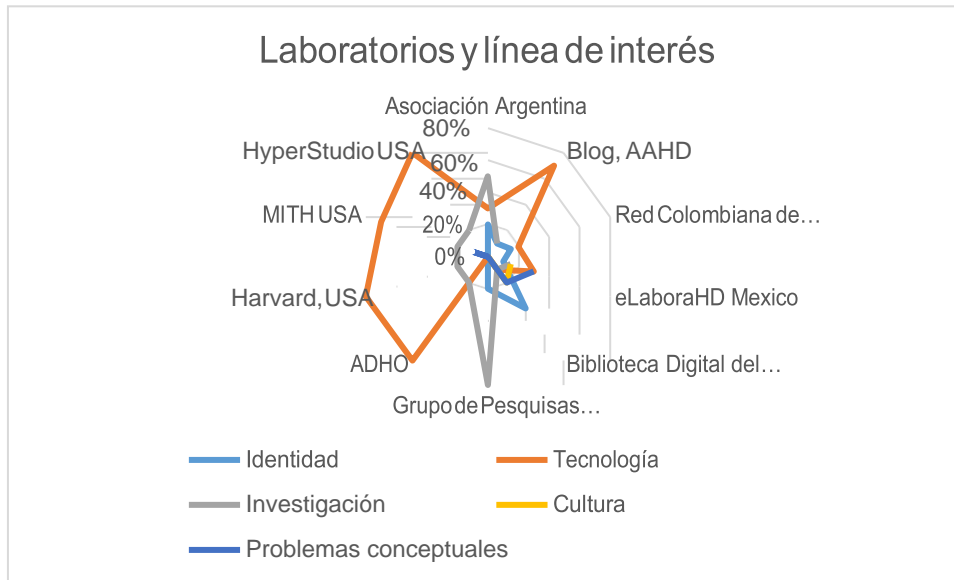 Laboratorios y línea de interés
Asociación Argentina
80%
HyperStudio USA
Blog, AAHD
60%
40%
MITH USA
Red Colombiana de…
20%
0%
Harvard, USA
eLaboraHD Mexico
ADHO
Biblioteca Digital del…
Grupo de Pesquisas…
Identidad
Tecnología
Investigación
Cultura
Problemas conceptuales